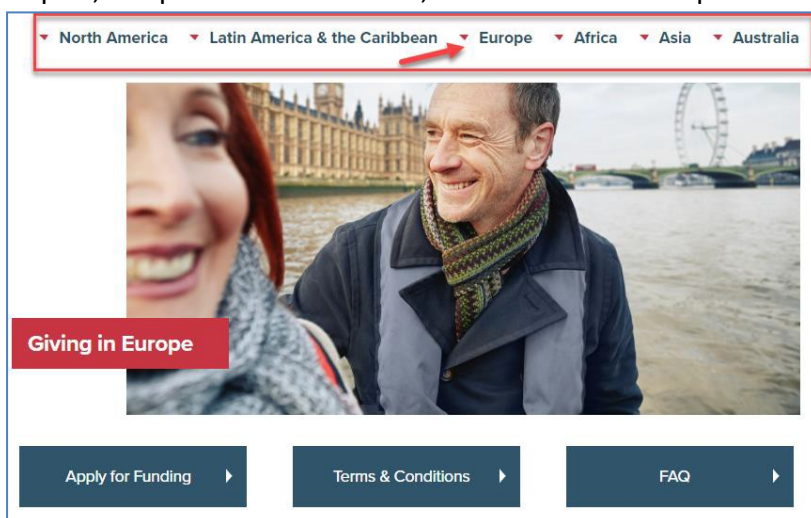 North America Latin America & the Caribbean Europe Africa Asia Australia
Giving in Europe
Apply for Funding Terms & Conditions FAQ